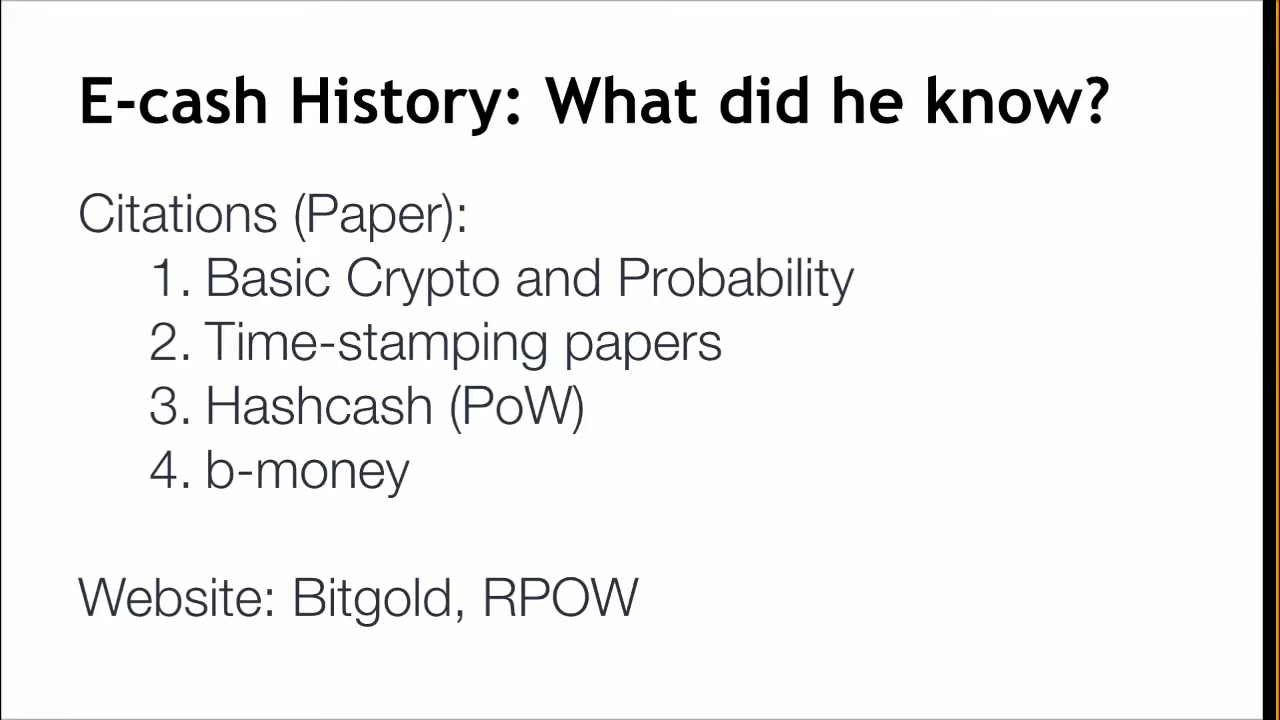 E-cash History: What did he know?
Citations (Paper):
1. Basic Crypto and Probability
2. Time-stamping papers
3. Hashcash (PoW)
4. b-money
Website: Bitgold, RPOW